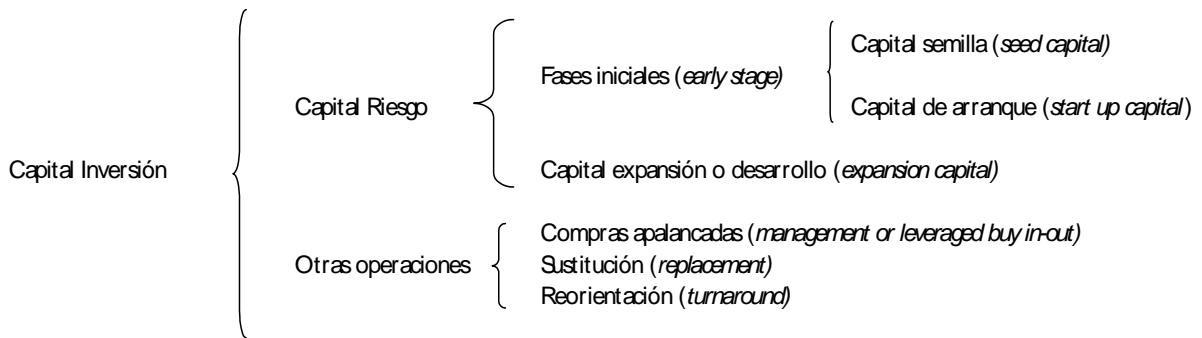 Capital Inversión
Capital Riesgo
Fases iniciales (early stage)
Capital semilla (seed capital)
Capital de arranque (start up capital)
Capital expansión o desarrollo (expansion capital)
Otras operaciones
Compras apalancadas (management or leveraged buy in-out)
Sustitución (replacement)
Reorientación (turnaround)